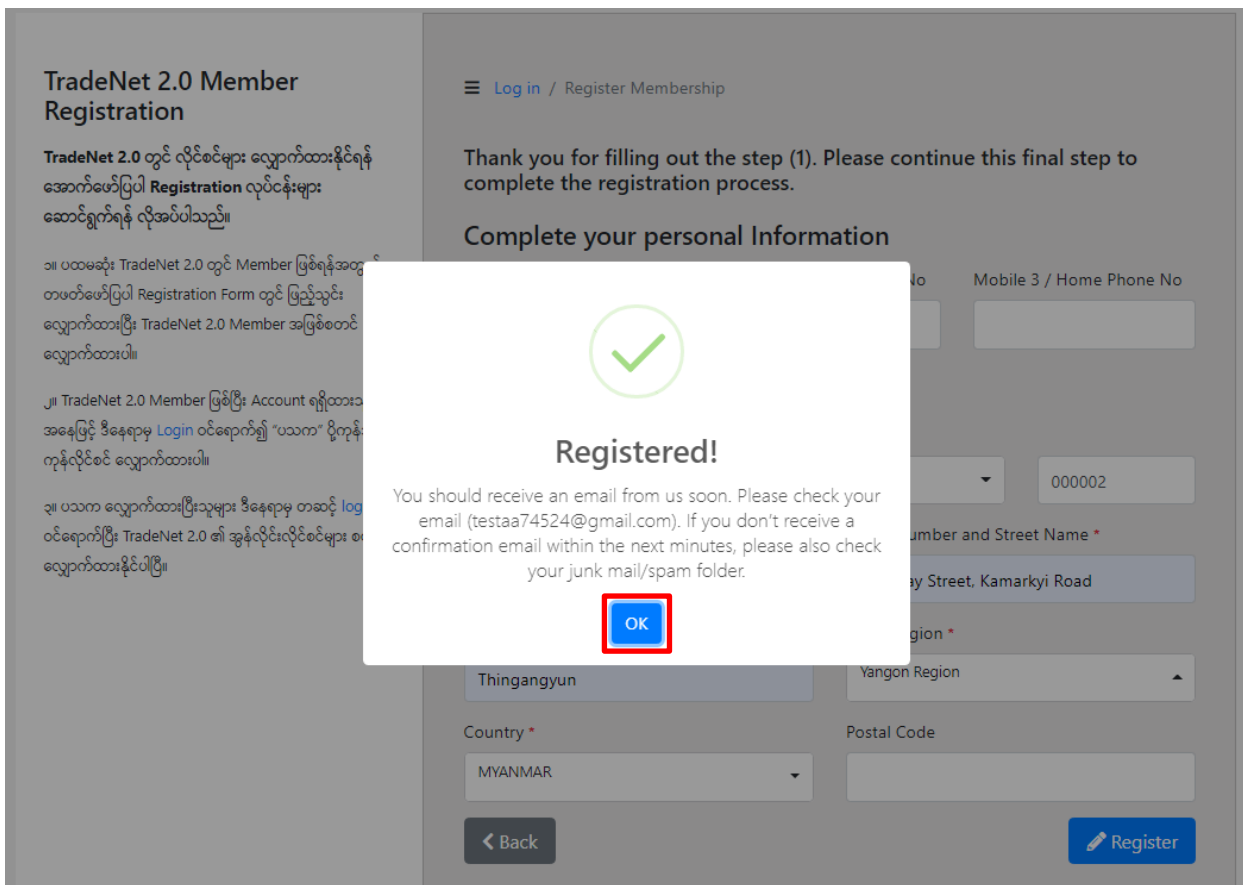 TradeNet 2.0 Member
Registration
TradeNet 2.0 တွင် လိုင်စင်များ လျှောက်ထားနိုင်ရန်
အောက်ဖော်ပြပါ Registration လုပ်ငန်းများ
ဆောင်ရွက်ရန် လိုအပ်ပါသည်။
၁။ ပထမဆုံး TradeNet 2.0 တွင် Member ဖြစ်ရန်
တဖတ်ဖော်ပြပါ Registration Form တွင် ဖြည့်သွင်း
လျှောက်ထားပြီး TradeNet 2.0 Member အဖြစ်စတင်
လျှောက်ထားပါ။
၂။ TradeNet 2.0 Member ဖြစ်ပြီး Account ရရှိထား
အနေဖြင့် ဒီနေရာမှ Login ဝင်ရောက်၍ “ပသက” ပို့ကုန်
ကုန်လိုင်စင် လျှောက်ထားပါ။
၃။ ပသက လျှောက်ထားပြီးသူများ ဒီနေရာမှ တဆင့် log
ဝင်ရောက်ပြီး TradeNet 2.0 ၏ အွန်လိုင်းလိုင်စင်များ
လျှောက်ထားနိုင်ပါပြီ။
Log in / Register Membership
Thank you for filling out the step (1). Please continue this final step to
complete the registration process.
Complete your personal Information
No Mobile 3 / Home Phone No
000002
umber and Street Name *
ay Street, Kamarkyi Road
gion *
Thingangyun
Yangon Region
Country *
Postal Code
MYANMAR
Back
Register
Registered!
You should receive an email from us soon. Please check your
email (testaa74524@gmail.com). If you don't receive a
confirmation email within the next minutes, please also check
your junk mail/spam folder.
OK